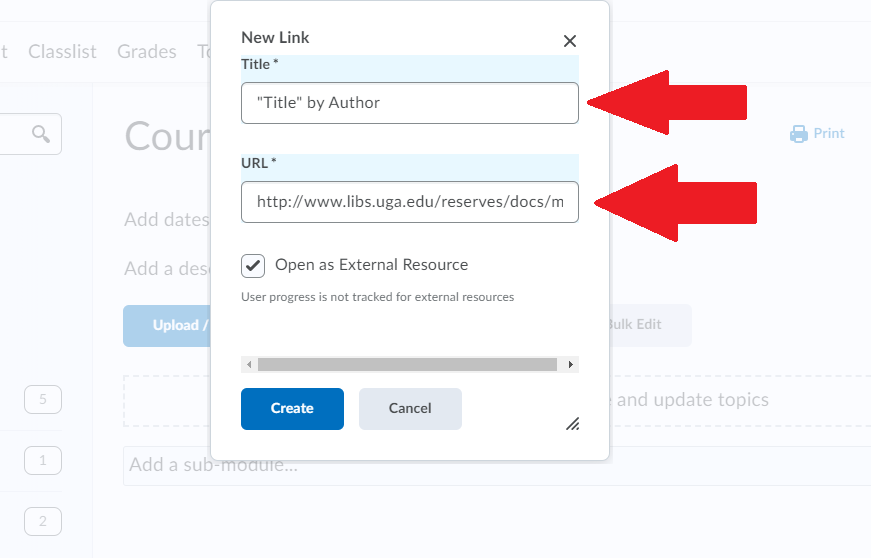 New Link
t Classlist Grades
Title *
"Title" by Author
Cour
Print
URL *
http://www.libs.uga.edu/reserves/docs/m
Add dates
Open as External Resource
Add a des
User progress is not tracked for external resources
Upload /
Bulk Edit
5
and update topics
Create
Cancel
1
Add a sub-module...
2